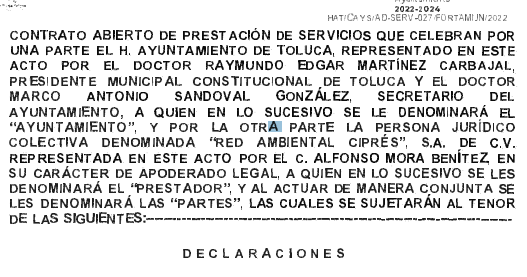 2022-2024
HAT/CAYS/AD-SERV-027/FORTAMUN/2022
CONTRATO ABIERTO DE PRESTACIÓN DE SERVICIOS QUE CELEBRAN POR
UNA PARTE EL H. AYUNTAMIENTO DE TOLUCA, REPRESENTADO EN ESTE
ACTO POR EL DOCTOR RAYMUNDO EDGAR MARTÍNEZ CARBAJAL,
PRESIDENTE MUNICIPAL CONSTITUCIONAL DE TOLUCA Y EL DOCTOR
MARCO ANTONIO SANDOVAL GONZÁLEZ, SECRETARIO DEL
AYUNTAMIENTO, A QUIEN EN LO SUCESIVO SE LE DENOMINARÁ EL
"AYUNTAMIENTO", Y POR LA OTRA PARTE LA PERSONA JURÍDICO
COLECTIVA DENOMINADA "RED AMBIENTAL CIPRÉS", S.A. DE C.V.
REPRESENTADA EN ESTE ACTO POR EL C. ALFONSO MORA BENÍTEZ, EN
SU CARÁCTER DE APODERADO LEGAL, A QUIEN EN LO SUCESIVO SE LES
DENOMINARÁ EL "PRESTADOR", Y AL ACTUAR DE MANERA CONJUNTA SE
LES DENOMINARÁ LAS "PARTES", LAS CUALES SE SUJETARÁN AL TENOR
DE LAS SIGUIENTES:-----------------------------------------------------------
DECLARACIONES